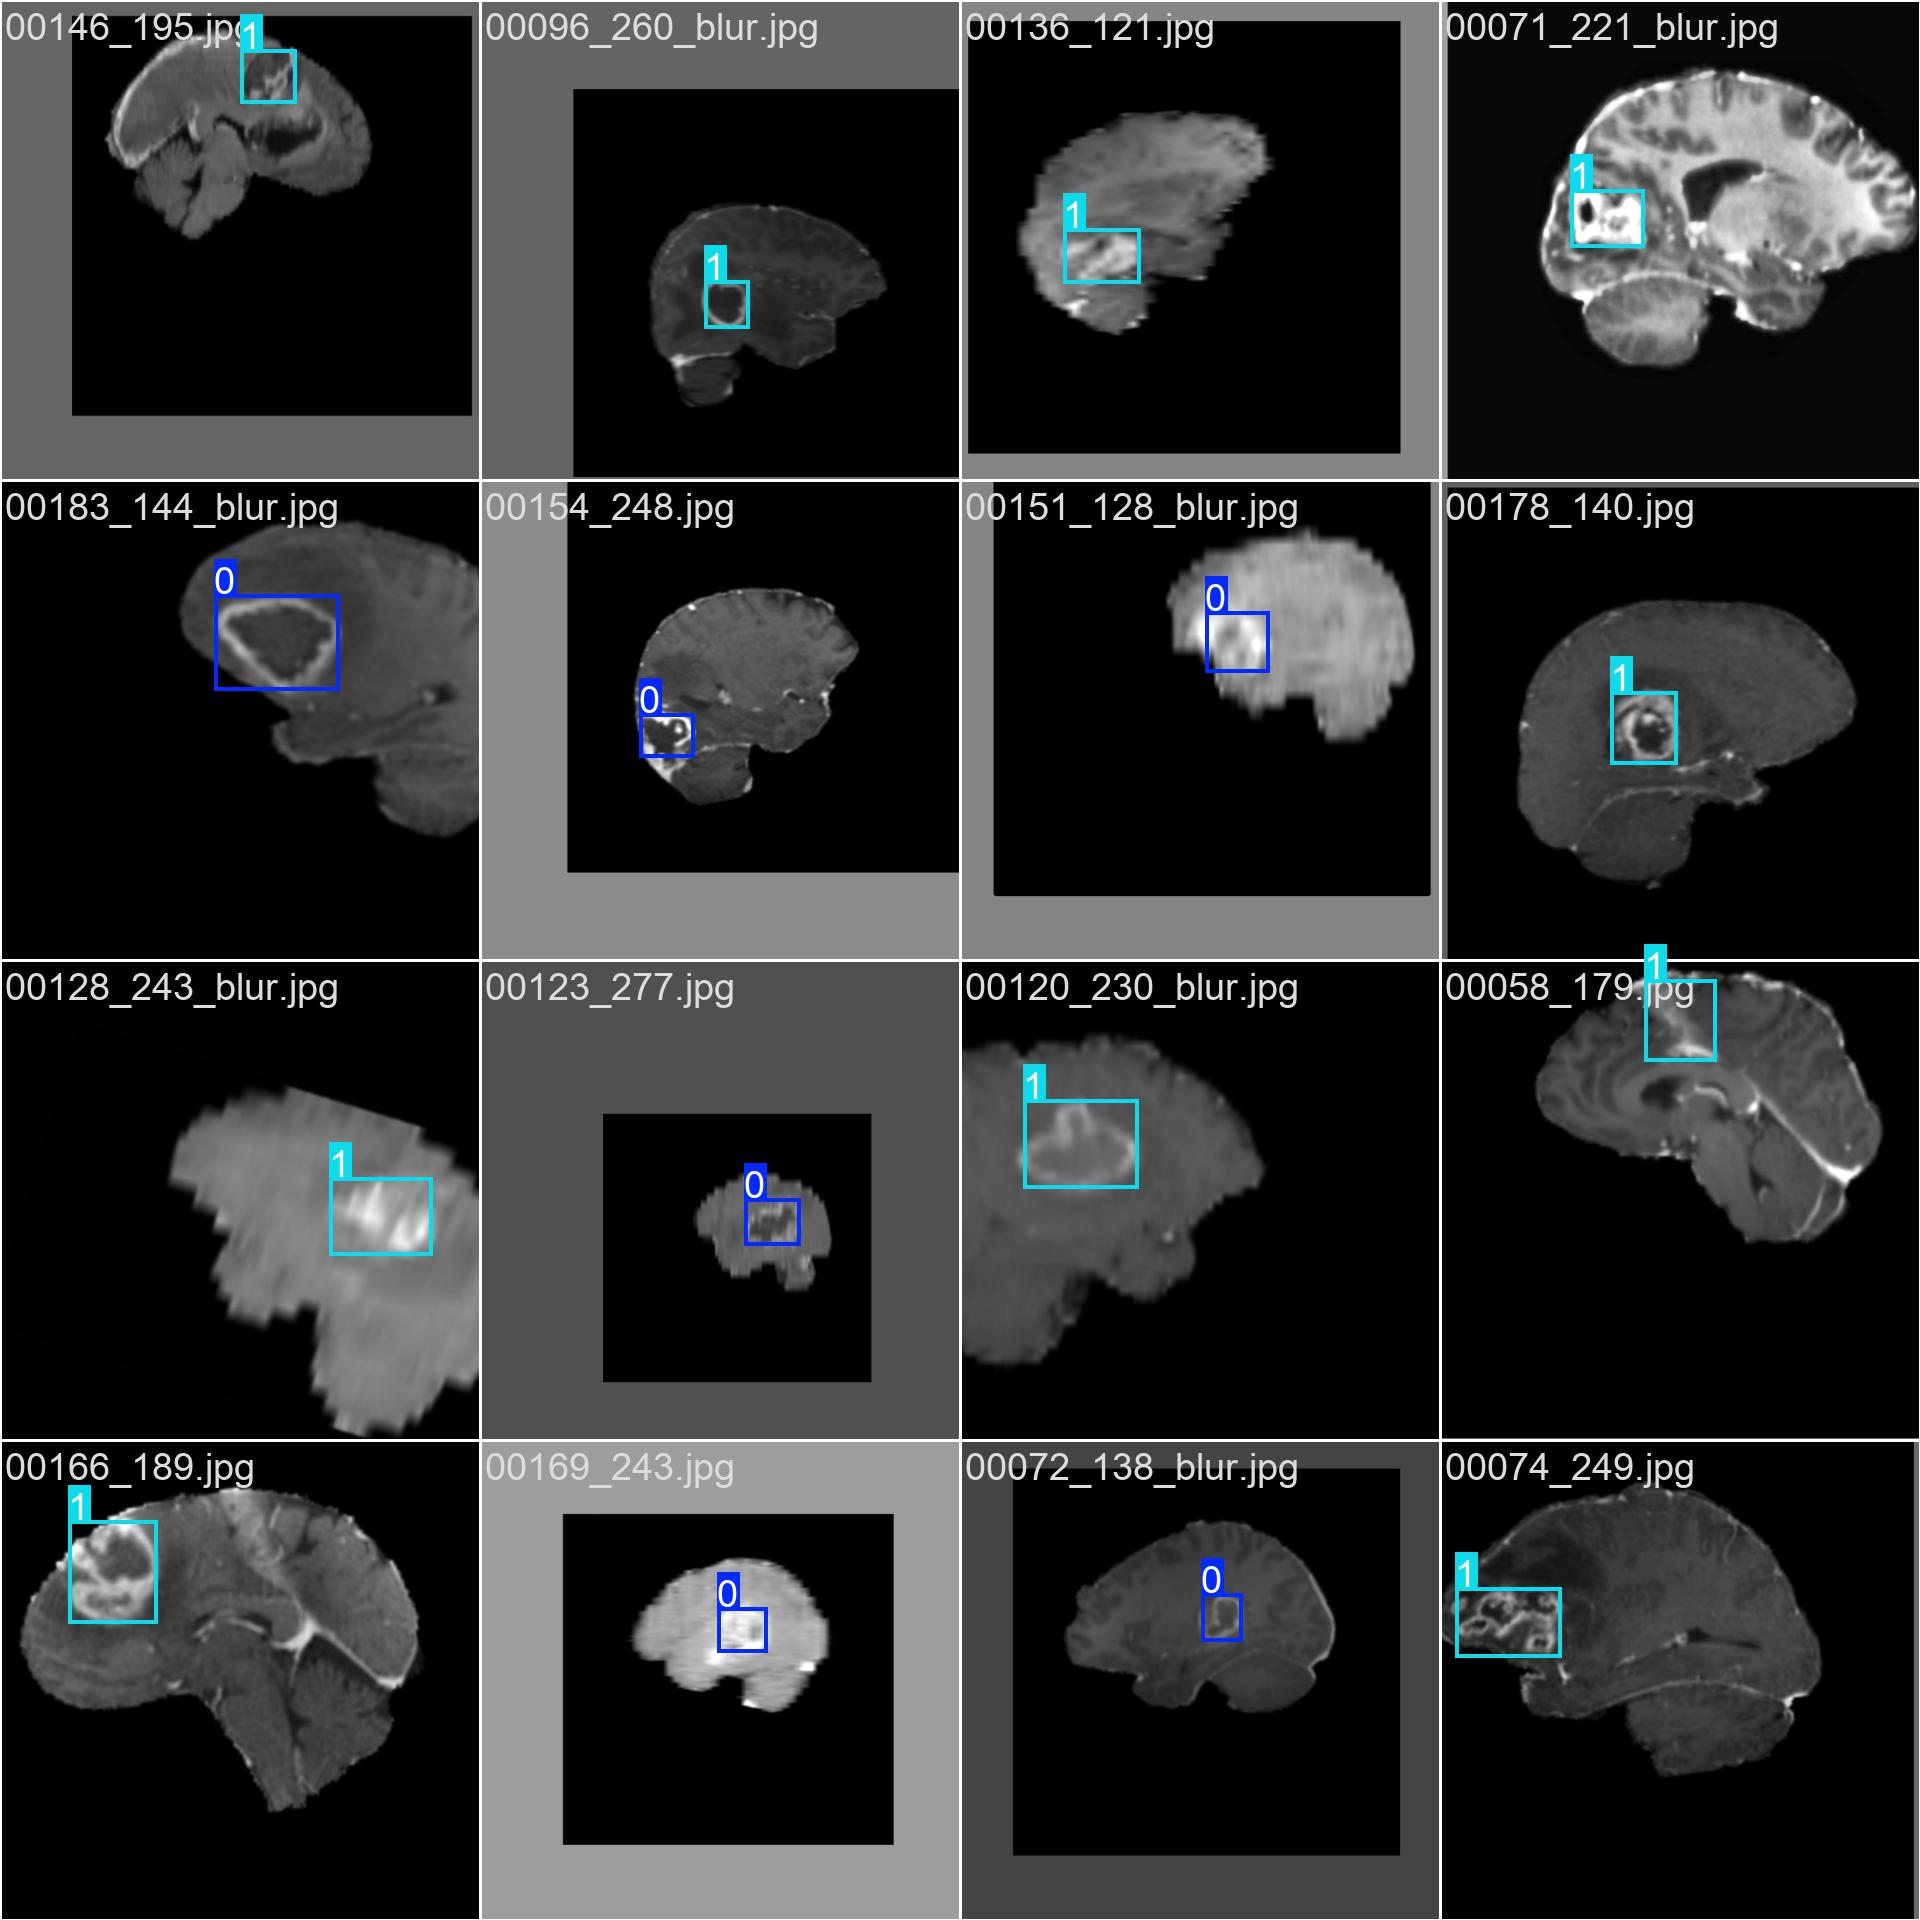 00146_195.jpg
1
00096_260_blur.jpg
1
00136_121.jpg
1
00071_221_blur.jpg
1
00183_144_blur.jpg
0
00154_248.jpg
0
00151_128_blur.jpg
0
00178_140.jpg
1
00128_243_blur.jpg
1
00123_277.jpg
0
00120_230_blur.jpg
1
00058_179.jpg
1
00166_189.jpg
1
00169_243.jpg
0
00072_138_blur.jpg
0
00074_249.jpg
1